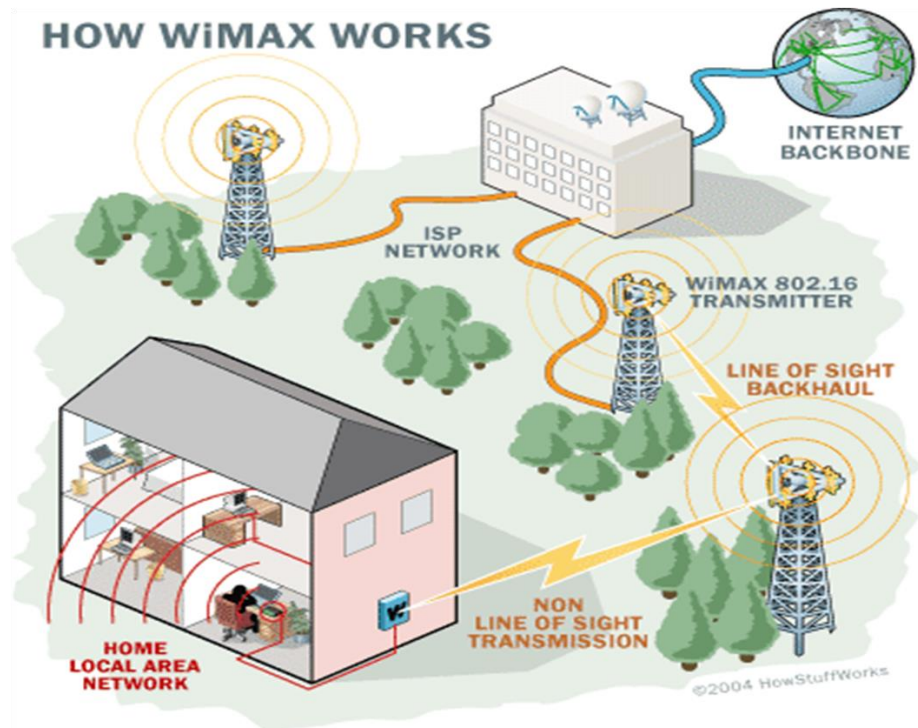 HOW WiMAX WORKS
INTERNET
BACKBONE
ISP
NETWORK
WiMAX 802.16
TRANSMITTER
LINE OF SIGHT
BACKHAUL
NON
LINE OF SIGHT
TRANSMISSION
HOME
LOCAL AREA
NETWORK
©2004 HowStuffWorks